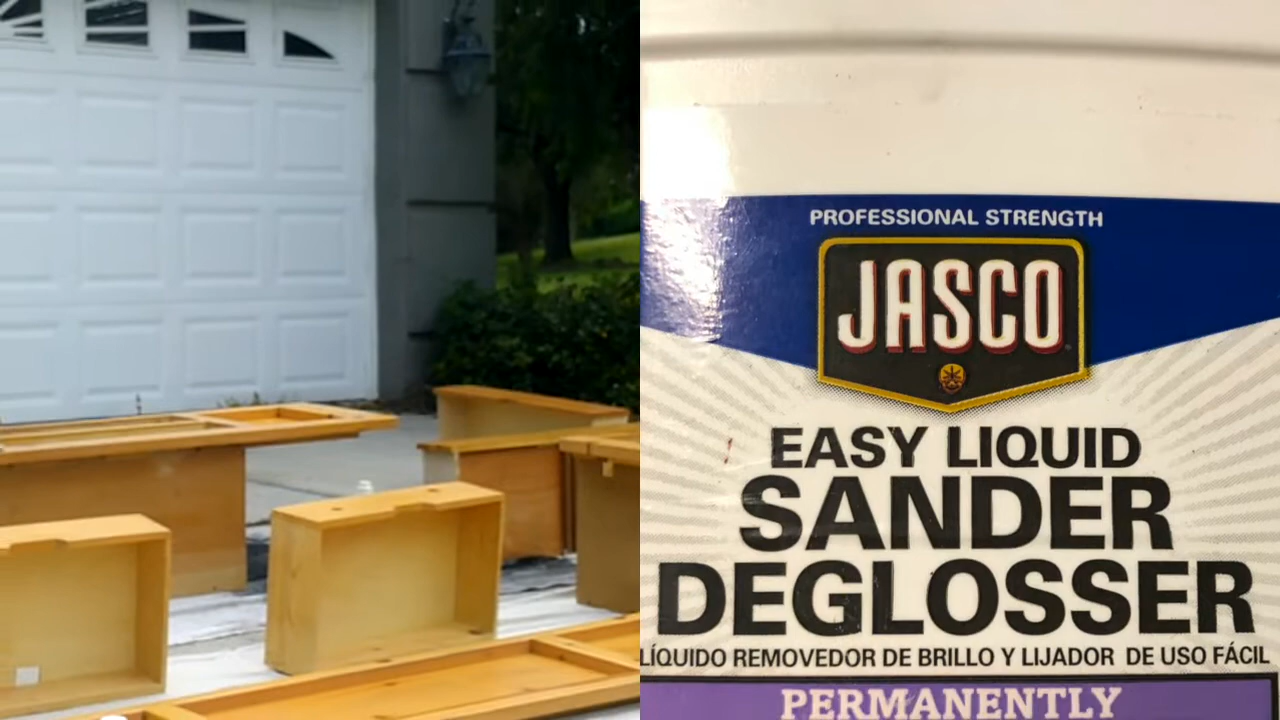 PROFESSIONAL STRENGTH
JASCO
EASY LIQUID
SANDER
DEGLOSSER
LÍQUIDO REMOVEDOR DE BRILLO Y LIJADOR DE USO FÁCIL
PERMANENTLY